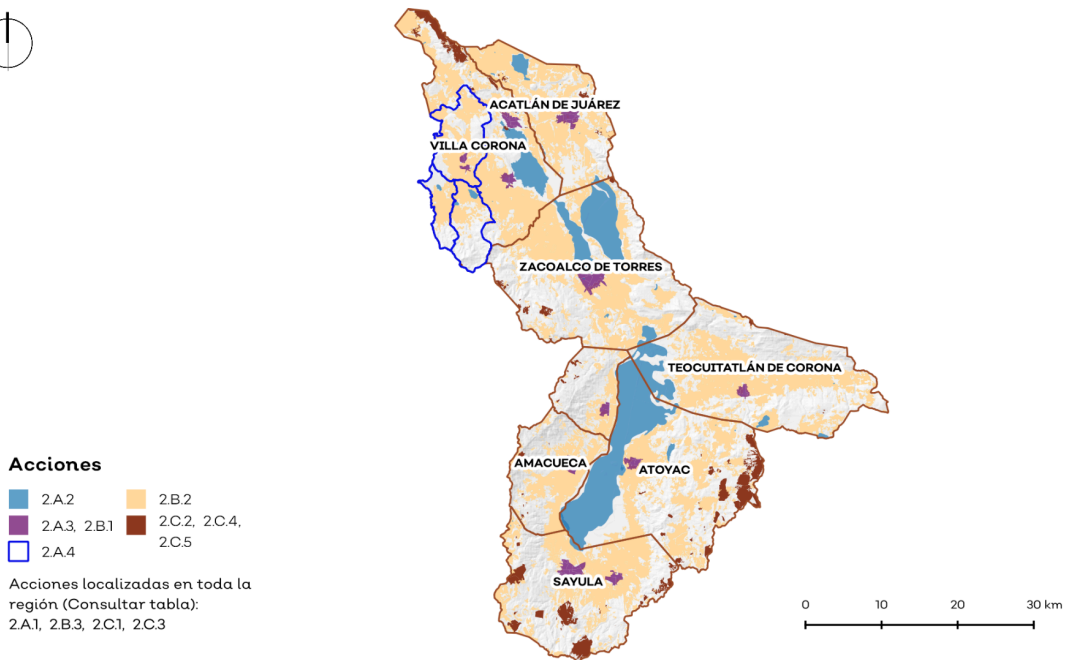 ACATLÁN DE JUÁREZ
VILLA CORONA
ZACOALCO DE TORRES
TEOCUITATLÁN DE CORONA
AMACUECA
ATOYAC
SAYULA
Acciones
2.A.2
2.A.3, 2.B.1
2.A.4
2.B.2
2.C.2, 2.C.4,
2.C.5
Acciones localizadas en toda la
región (Consultar tabla):
2.A.1, 2.B.3, 2.C.1, 2.C.3
0 10 20 30 km